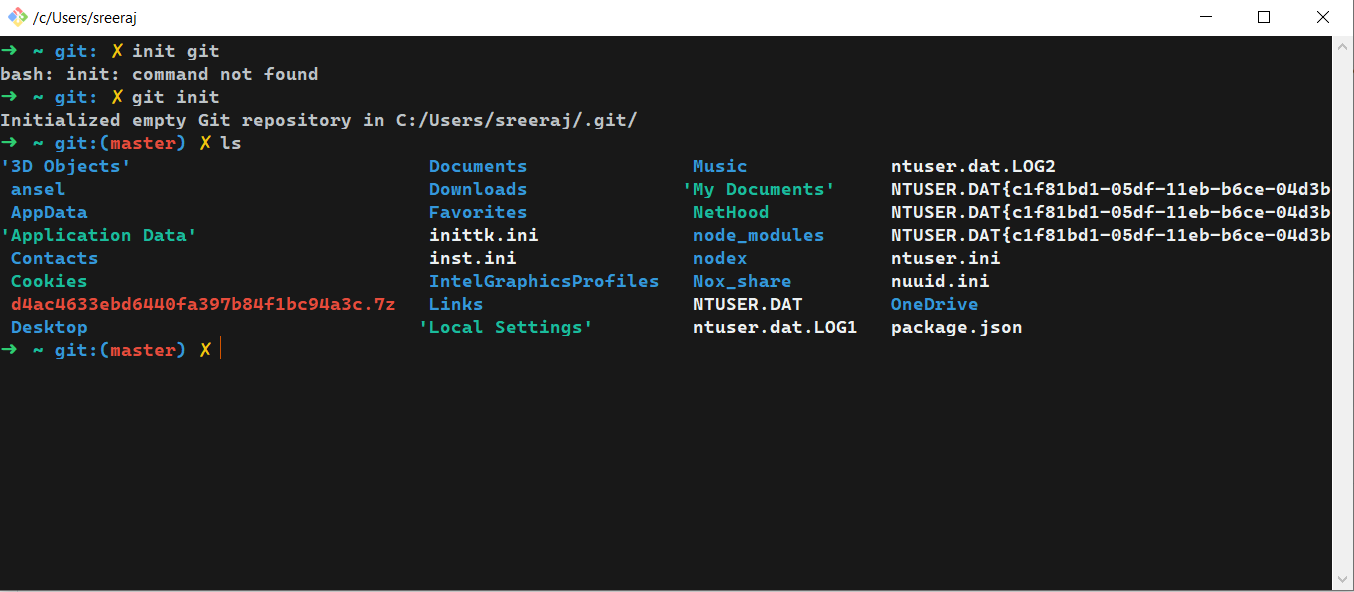 /c/Users/sreeraj
➜ ~ git: ✗ init git
bash: init: command not found
➜ ~ git: ✗ git init
Initialized empty Git repository in C:/Users/sreeraj/.git/
➜ ~ git:(master) ✗ ls
'3D Objects' Documents Music ntuser.dat.LOG2
ansel Downloads 'My Documents' NTUSER.DAT{c1f81bd1-05df-11eb-b6ce-04d3b
AppData Favorites NetHood NTUSER.DAT{c1f81bd1-05df-11eb-b6ce-04d3b
'Application Data' inittk.ini node_modules NTUSER.DAT{c1f81bd1-05df-11eb-b6ce-04d3b
Contacts inst.ini nodex ntuser.ini
Cookies IntelGraphicsProfiles Nox_share nuuid.ini
d4ac4633ebd6440fa397b84f1bc94a3c.7z Links NTUSER.DAT OneDrive
Desktop 'Local Settings' ntuser.dat.LOG1 package.json
➜ ~ git:(master) ✗